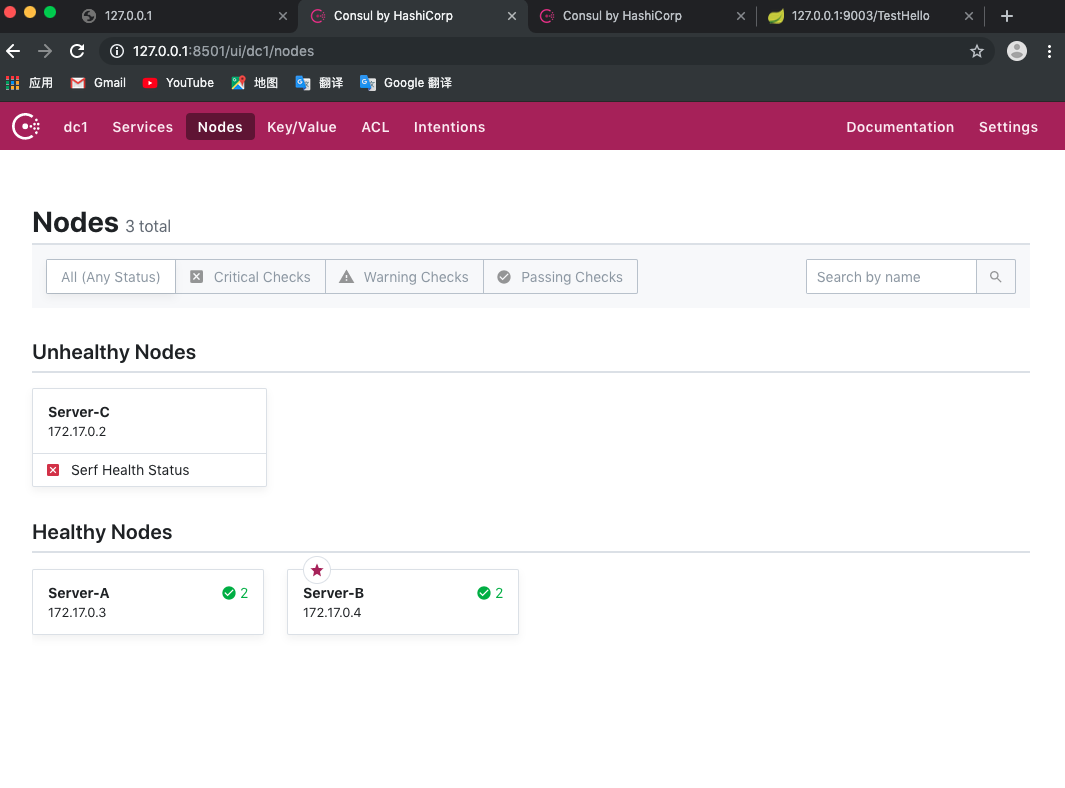 127.0.0.1
Consul by HashiCorp
Consul by HashiCorp
127.0.0.1:9003/TestHello
127.0.0.1:8501/ui/dc1/nodes
应用 Gmail YouTube 地图 翻译 Google 翻译
dc1 Services Nodes Key/Value ACL Intentions Documentation Settings
Nodes 3 total
All (Any Status) Critical Checks Warning Checks Passing Checks Search by name
Unhealthy Nodes
Server-C
172.17.0.2
Serf Health Status
Healthy Nodes
Server-A 2
172.17.0.3
Server-B 2
172.17.0.4